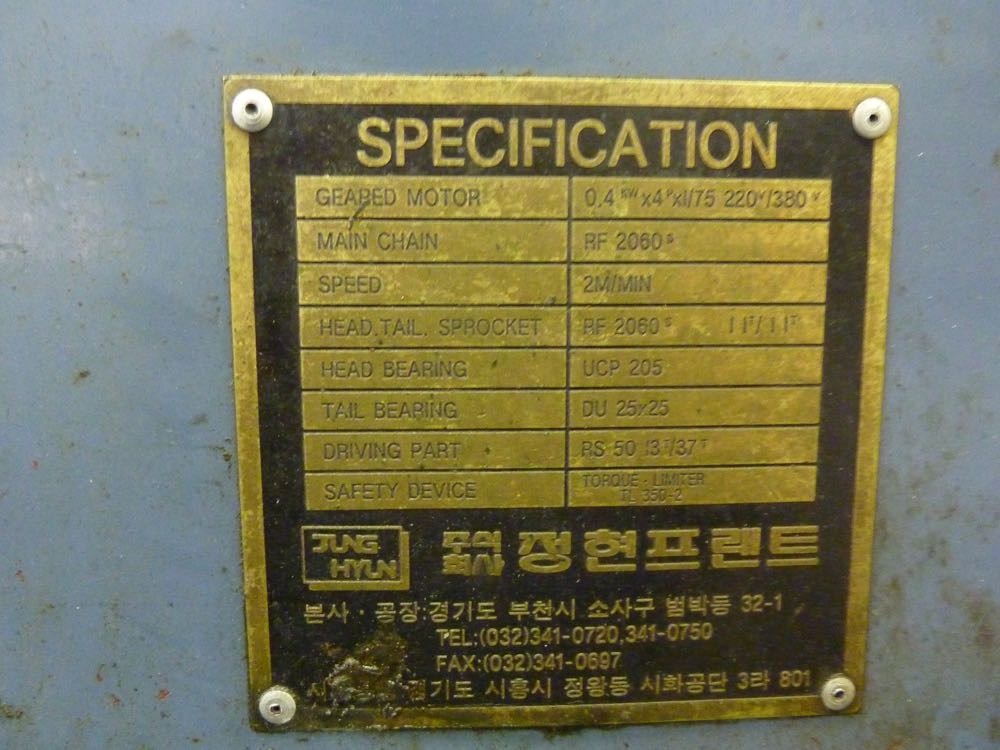 SPECIFICATION
GEARED MOTOR 0.4 KW x4 P x1/75 220V/380 V
MAIN CHAIN RF 2060 S
SPEED 2M/MIN
HEAD.TAIL. SPROCKET RF 2060 S 11T/11T
HEAD BEARING UCP 205
TAIL BEARING DU 25x25
DRIVING PART RS 50 13T/37T
SAFETY DEVICE TORQUE·LIMITER
TL 350-2
JUNG
HYUN
주식회사 정현프랜트
본사·공장:경기도 부천시 소사구 범박동 32-1
TEL:(032)341-0720,341-0750
FAX:(032)341-0697
경기도 시흥시 정왕동 시화공단 3라 801